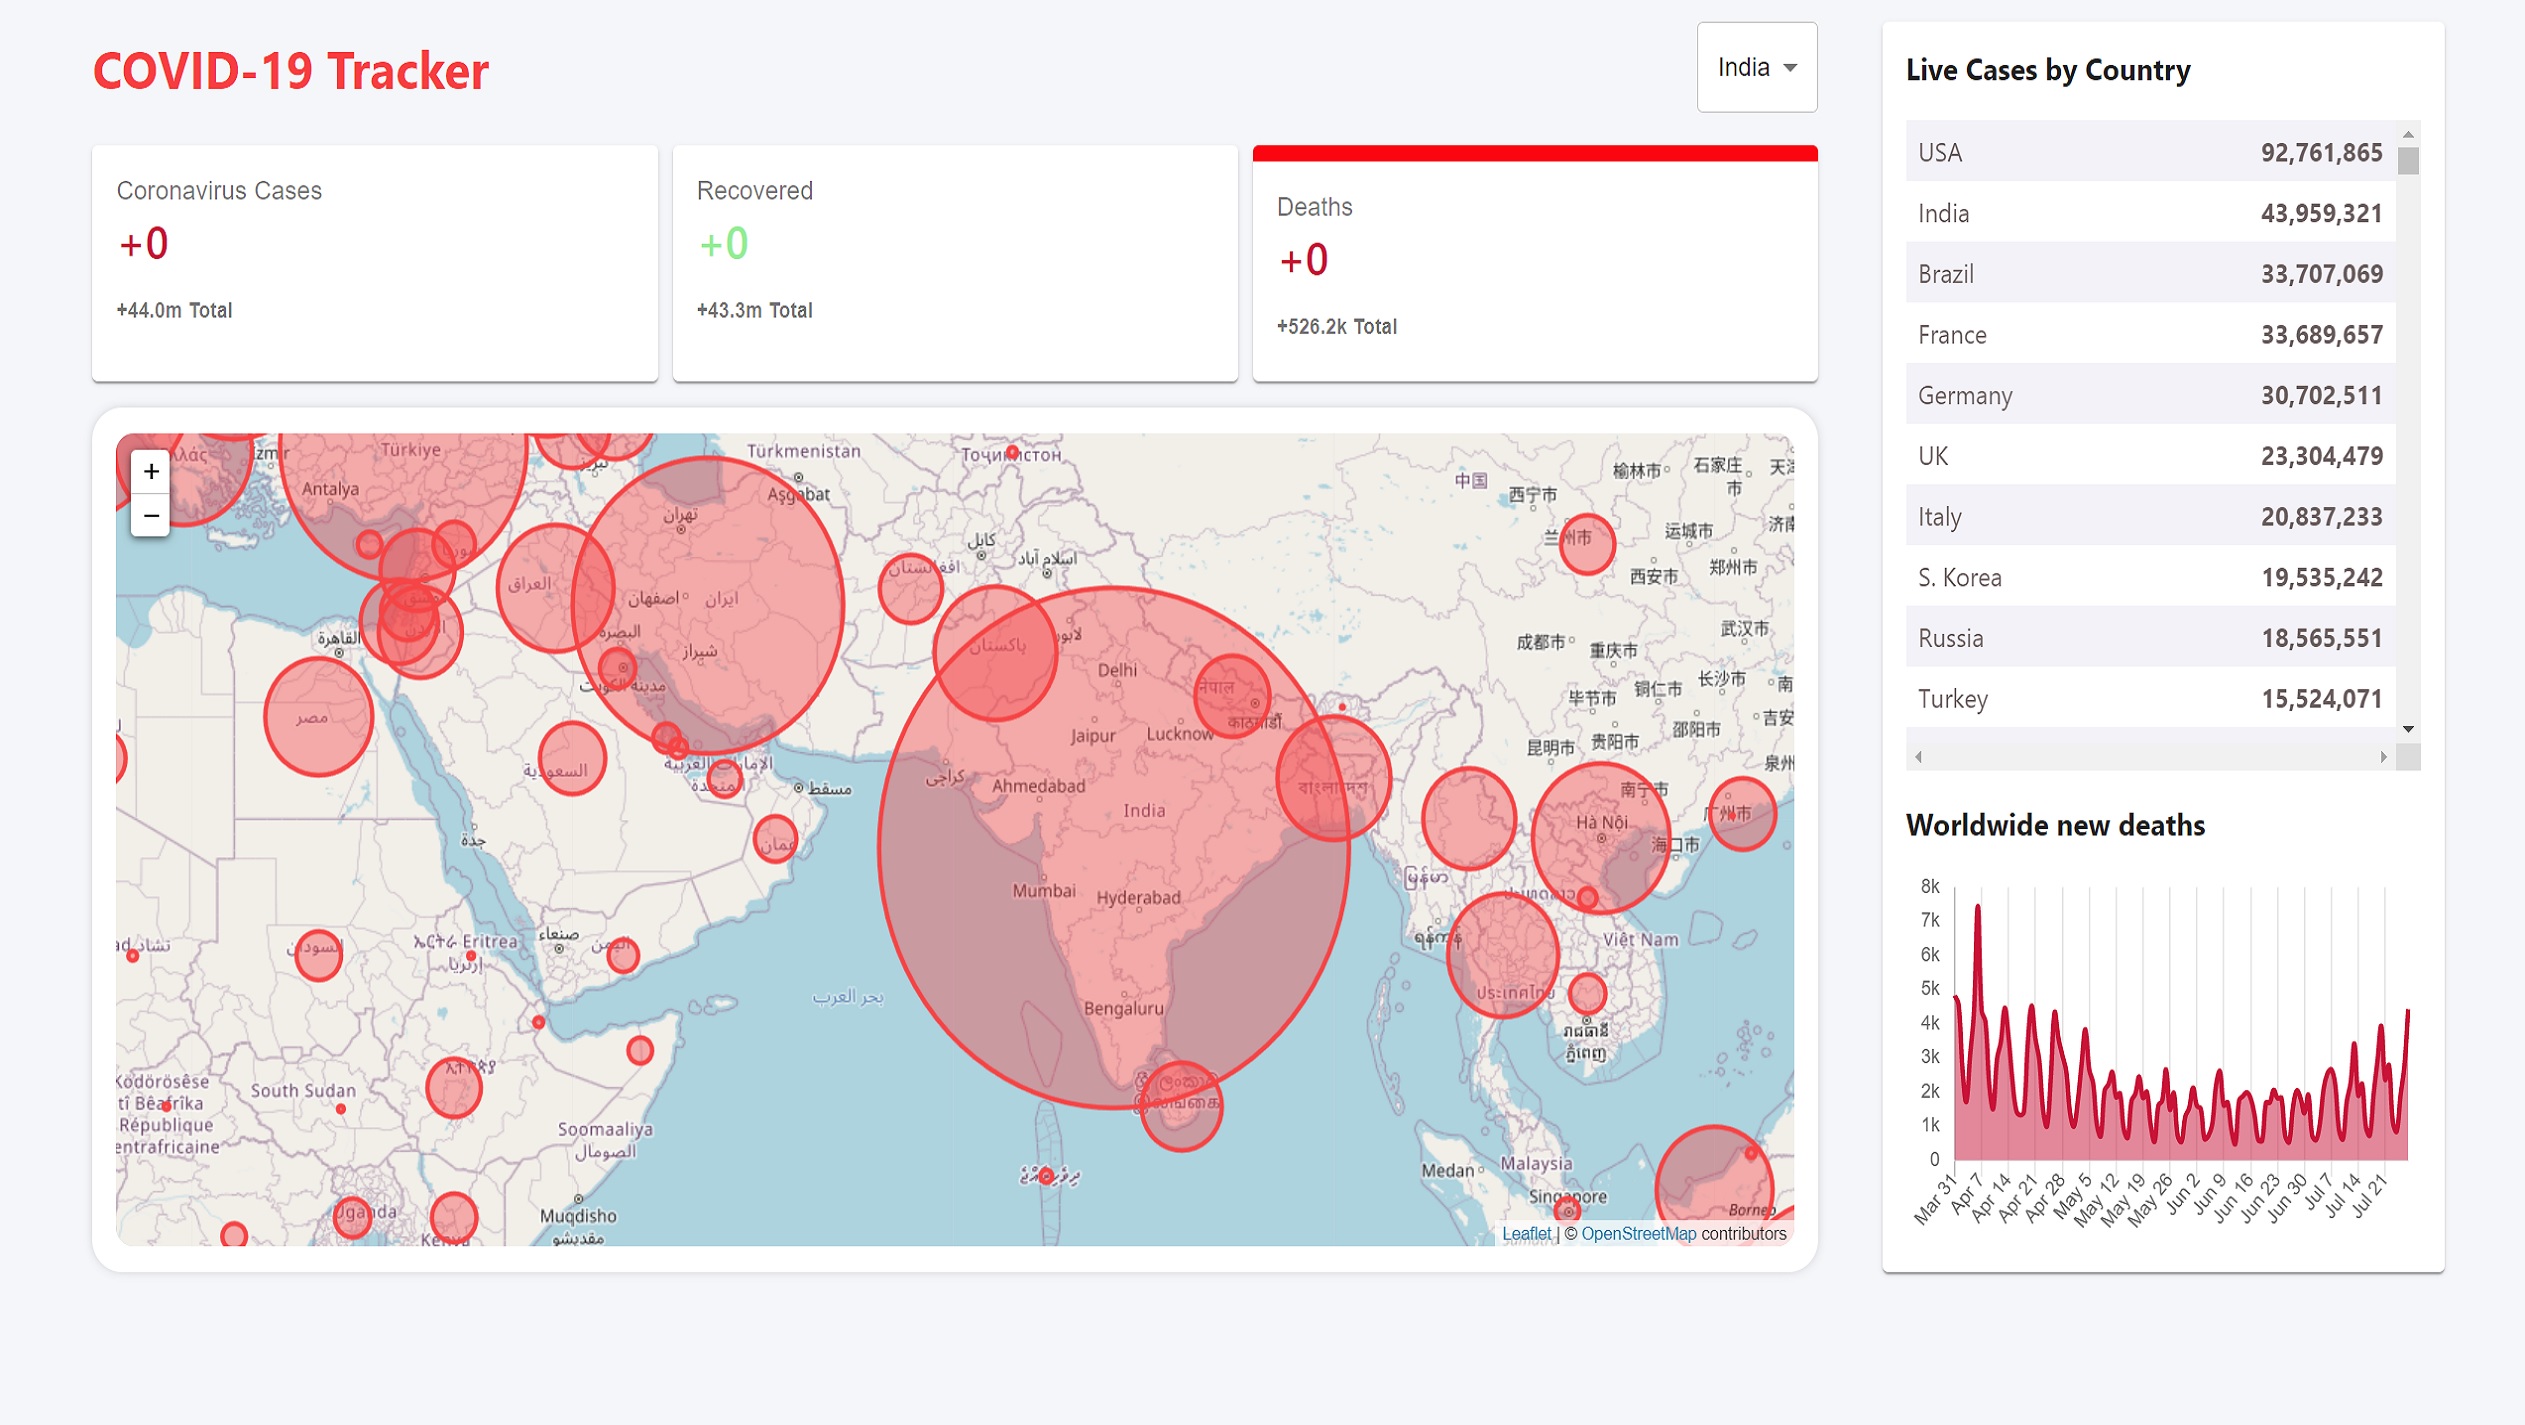 COVID-19 Tracker
India
Coronavirus Cases
+0
+44.0m Total
Recovered
+0
+43.3m Total
Deaths
+0
+526.2k Total
+
−
Türkiye
Antalya
Türkmenistan
Aşgabat
تهران
العراق
اصفهان
ایران
البصرة
شیراز
مدينة الكويت
القاهرة
مصر
السعودية
جدة
مسقط
عمان
کابل
افغانستان
اسلام آباد
پاکستان
کراچی
Delhi
Jaipur
Lucknow
नेपाल
Ahmedabad
India
Mumbai
Hyderabad
Bengaluru
বাংলাদেশ
中国
西宁市
榆林市
石家庄
市
兰州市
运城市
西安市
郑州市
成都市
重庆市
武汉市
毕节市
铜仁市
长沙市
昆明市
贵阳市
邵阳市
吉安
泉州
南宁市
广州市
海口市
Hà Nội
Việt Nam
ประเทศไทย
السودان
ኤርትራ Eritrea
إرتريا
صنعاء
اليمن
بحر العرب
South Sudan
Ködörösêse
tî Bêafrîka
République
entrafricaine
Soomaaliya
الصومال
Uganda
Kenya
Muqdisho
مقديشو
Medan
Malaysia
Singapore
Borneo
Leaflet | © OpenStreetMap contributors
Live Cases by Country
USA 92,761,865
India 43,959,321
Brazil 33,707,069
France 33,689,657
Germany 30,702,511
UK 23,304,479
Italy 20,837,233
S. Korea 19,535,242
Russia 18,565,551
Turkey 15,524,071
Worldwide new deaths
8k
7k
6k
5k
4k
3k
2k
1k
0
Mar 31 Apr 7 Apr 14 Apr 21 Apr 28 May 5 May 12 May 19 May 26 Jun 2 Jun 9 Jun 16 Jun 23 Jun 30 Jul 7 Jul 14 Jul 21